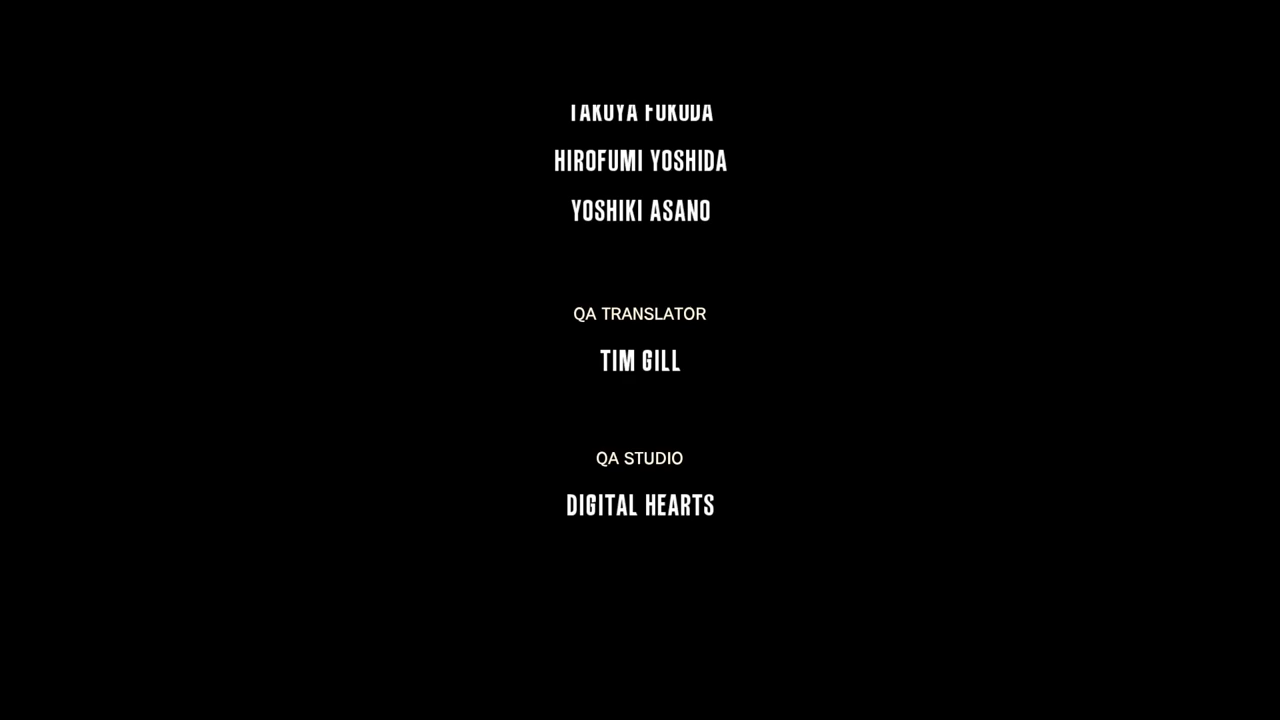 TAKUYA FUKUDA
HIROFUMI YOSHIDA
YOSHIKI ASANO
QA TRANSLATOR
TIM GILL
QA STUDIO
DIGITAL HEARTS